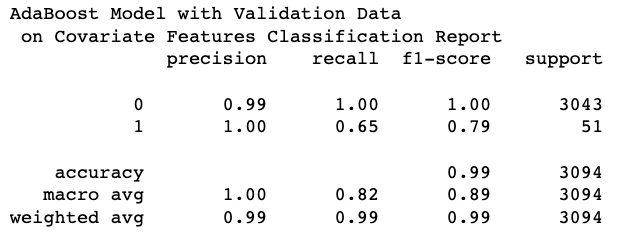 AdaBoost Model with Validation Data
on Covariate Features Classification Report
precision recall f1-score support
0 0.99 1.00 1.00 3043
1 1.00 0.65 0.79 51
accuracy 0.99 3094
macro avg 1.00 0.82 0.89 3094
weighted avg 0.99 0.99 0.99 3094